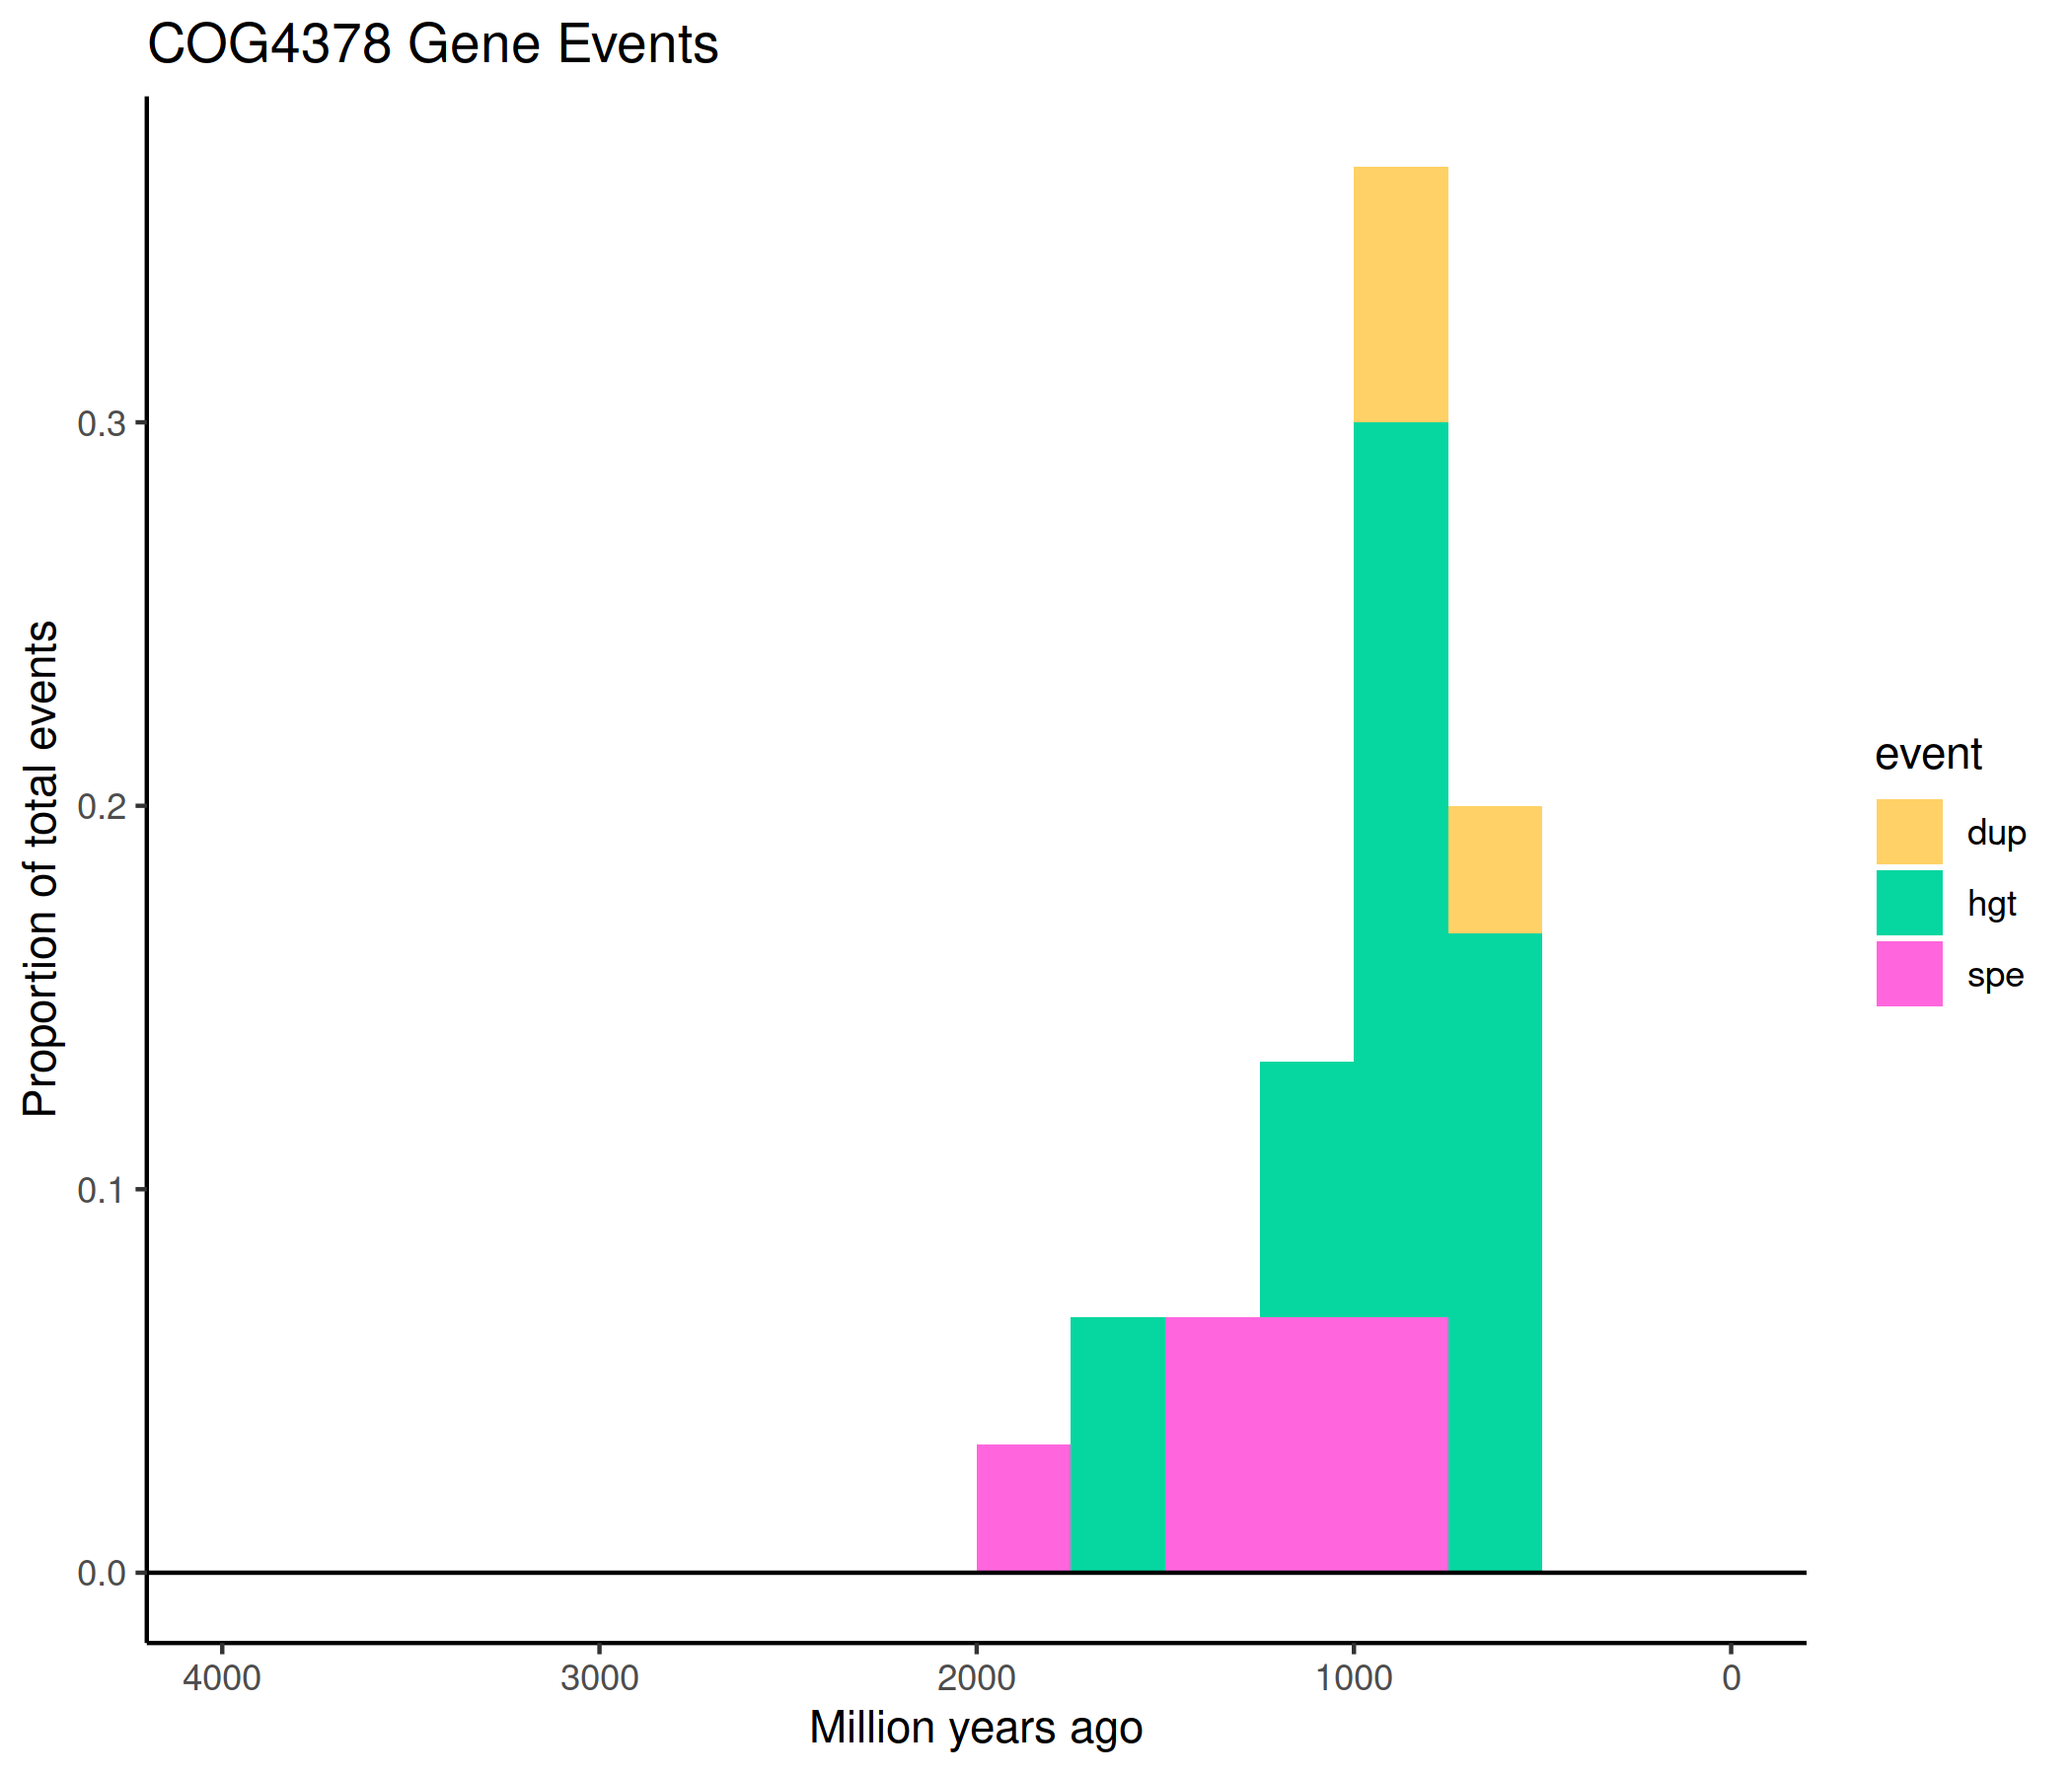 COG4378 Gene Events
Proportion of total events
0.3
0.2
0.1
0.0
4000 3000 2000 1000 0
Million years ago
event
dup
hgt
spe